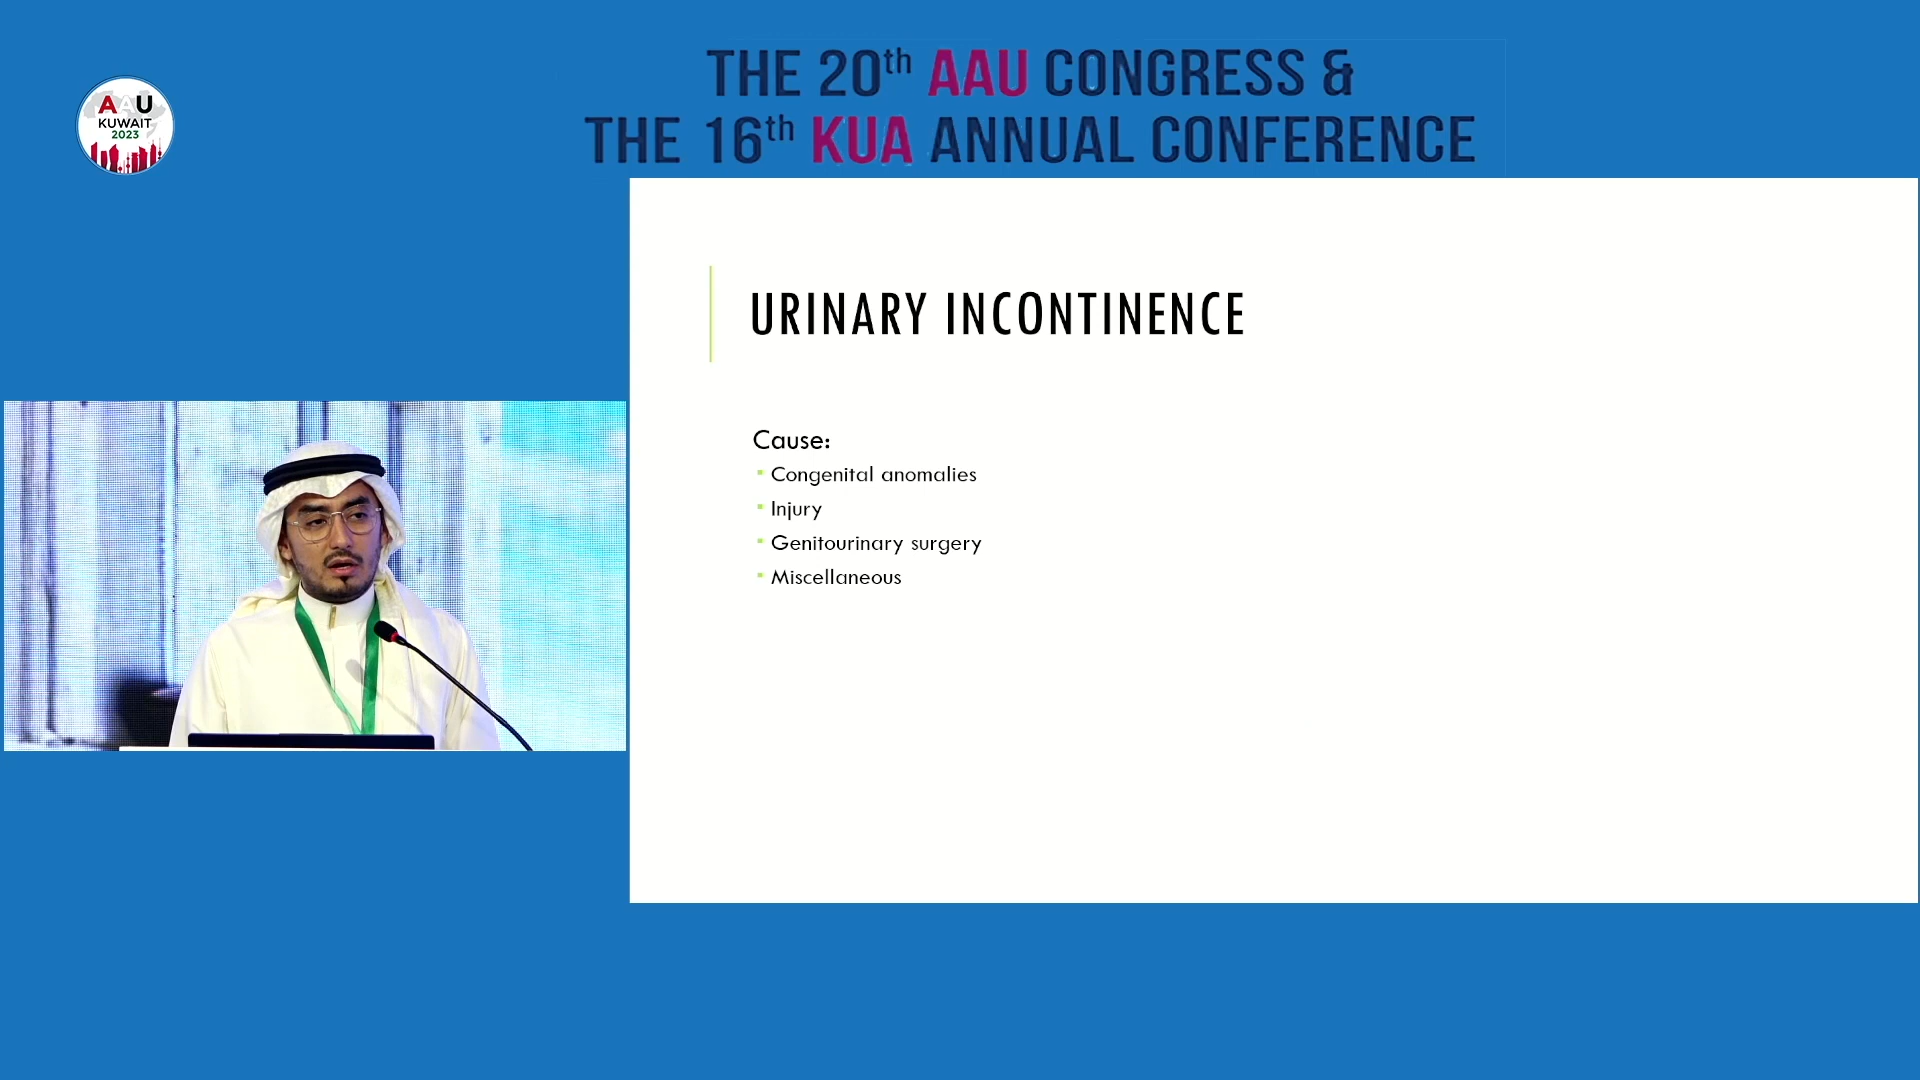 THE 20th AAU CONGRESS &
THE 16th KUA ANNUAL CONFERENCE
AAU
KUWAIT
2023
URINARY INCONTINENCE
Cause:
Congenital anomalies
Injury
Genitourinary surgery
Miscellaneous